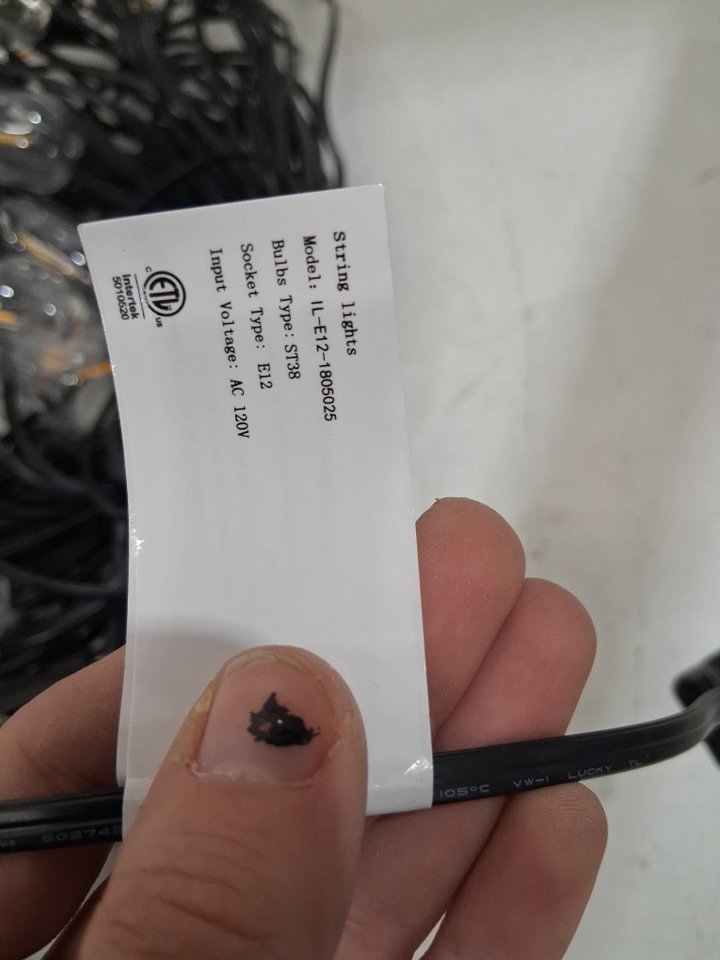 String lights
Model: IL-E12-1805025
Bulbs Type: ST38
Socket Type: E12
Input Voltage: AC 120V
c ETL us
Intertek
5010520
105°C VW-1 LUCKY TL